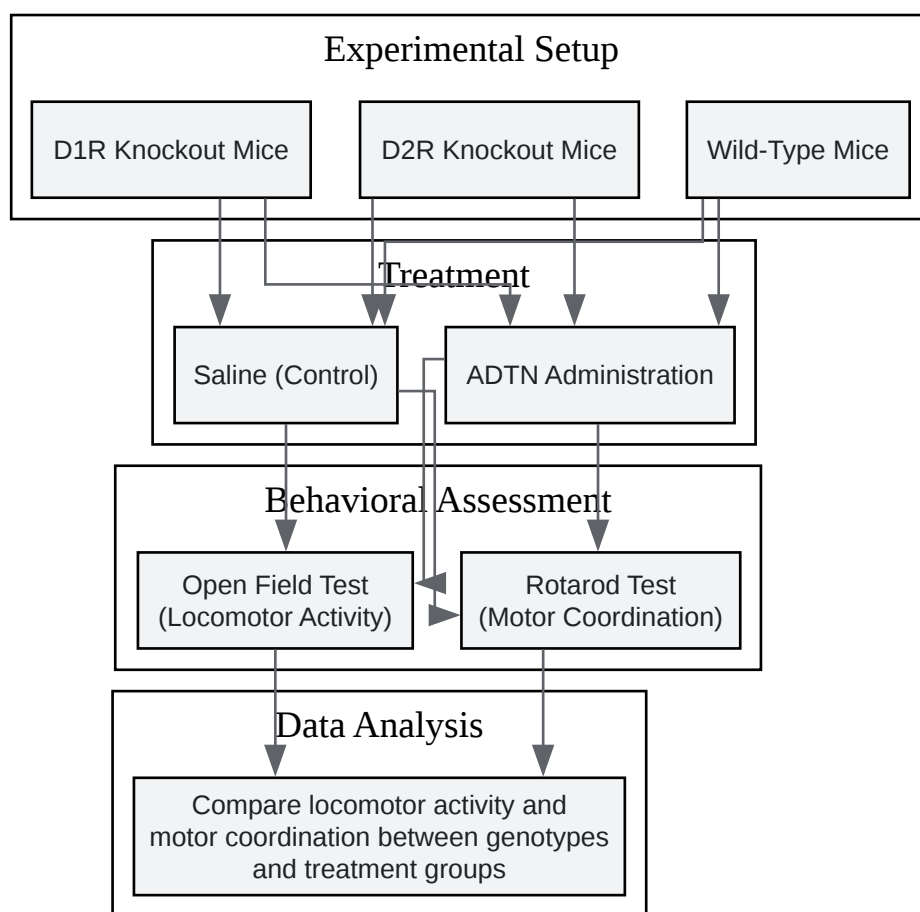 Experimental Setup
D1R Knockout Mice
D2R Knockout Mice
Wild-Type Mice
Treatment
Saline (Control)
ADTN Administration
Behavioral Assessment
Open Field Test
(Locomotor Activity)
Rotarod Test
(Motor Coordination)
Data Analysis
Compare locomotor activity and
motor coordination between genotypes
and treatment groups